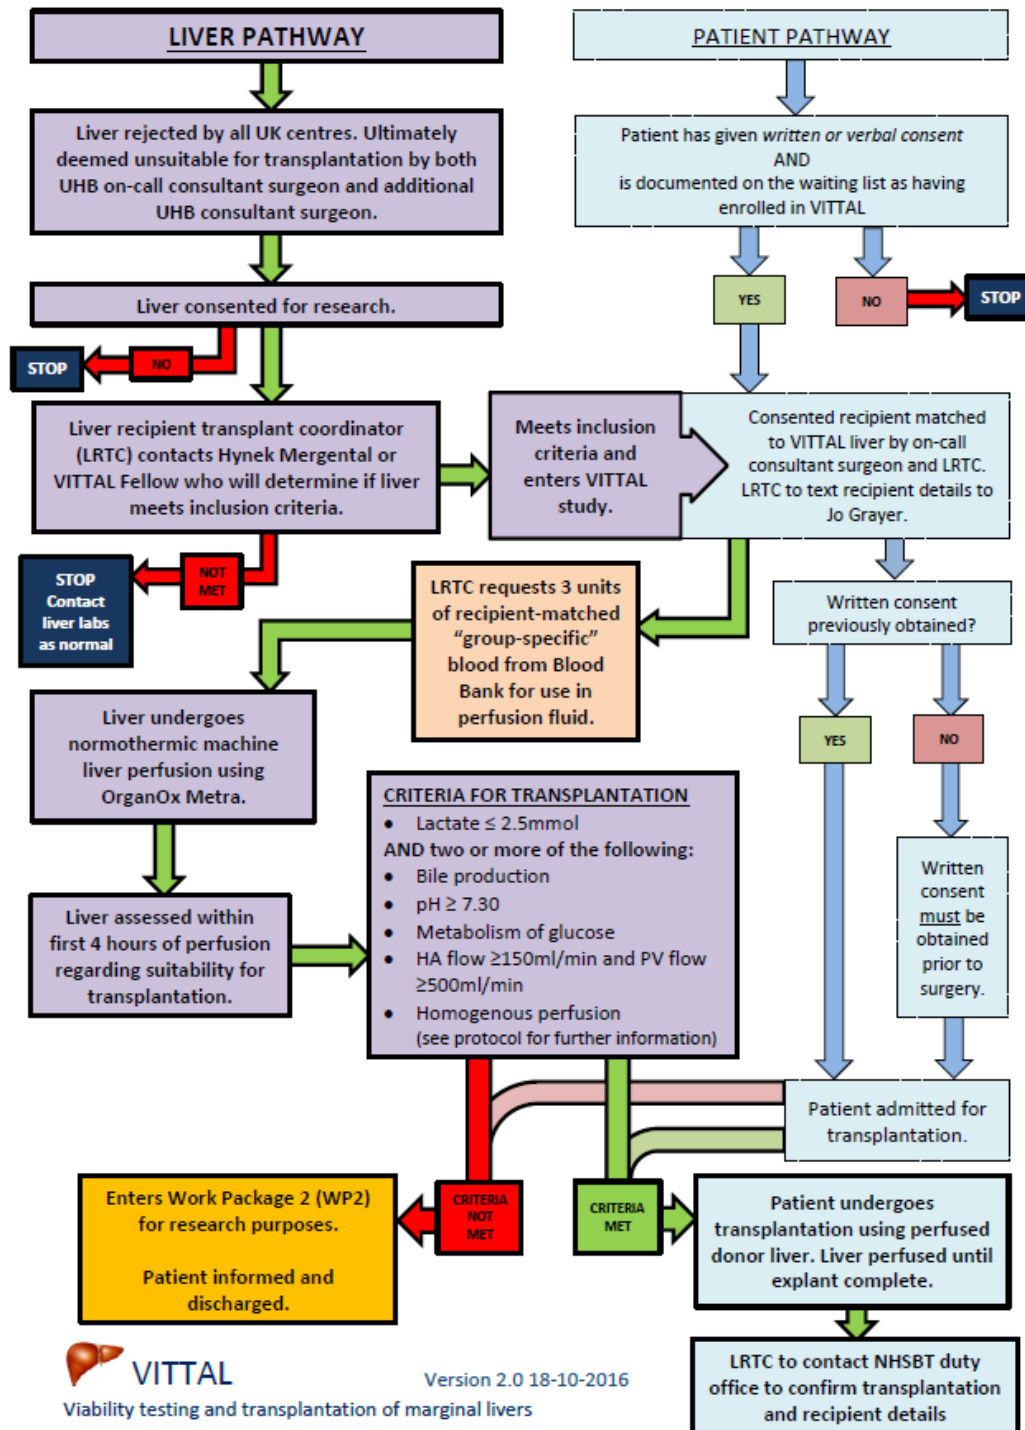 LIVER PATHWAY
Liver rejected by all UK centres. Ultimately
deemed unsuitable for transplantation by both
UHB on-call consultant surgeon and additional
UHB consultant surgeon.
Liver consented for research.
STOP
NO
Liver recipient transplant coordinator
(LRTC) contacts Hynek Mergental or
VITTAL Fellow who will determine if liver
meets inclusion criteria.
STOP
Contact
liver labs
as normal
NOT
MET
Meets inclusion
criteria and
enters VITTAL
study.
PATIENT PATHWAY
Patient has given written or verbal consent
AND
is documented on the waiting list as having
enrolled in VITTAL
YES
NO
STOP
Consented recipient matched
to VITTAL liver by on-call
consultant surgeon and LRTC.
LRTC to text recipient details to
Jo Grayer.
LRTC requests 3 units
of recipient-matched
“group-specific”
blood from Blood
Bank for use in
perfusion fluid.
Written consent
previously obtained?
YES
NO
Written
consent
must be
obtained
prior to
surgery.
Liver undergoes
normothermic machine
liver perfusion using
OrganOx Metra.
Liver assessed within
first 4 hours of perfusion
regarding suitability for
transplantation.
CRITERIA FOR TRANSPLANTATION
• Lactate ≤ 2.5mmol
AND two or more of the following:
• Bile production
• pH ≥ 7.30
• Metabolism of glucose
• HA flow ≥150ml/min and PV flow
≥500ml/min
• Homogenous perfusion
(see protocol for further information)
Patient admitted for
transplantation.
CRITERIA
NOT
MET
CRITERIA
MET
Enters Work Package 2 (WP2)
for research purposes.
Patient informed and
discharged.
Patient undergoes
transplantation using perfused
donor liver. Liver perfused until
explant complete.
LRTC to contact NHSBT duty
office to confirm transplantation
and recipient details
VITTAL
Version 2.0 18-10-2016
Viability testing and transplantation of marginal livers